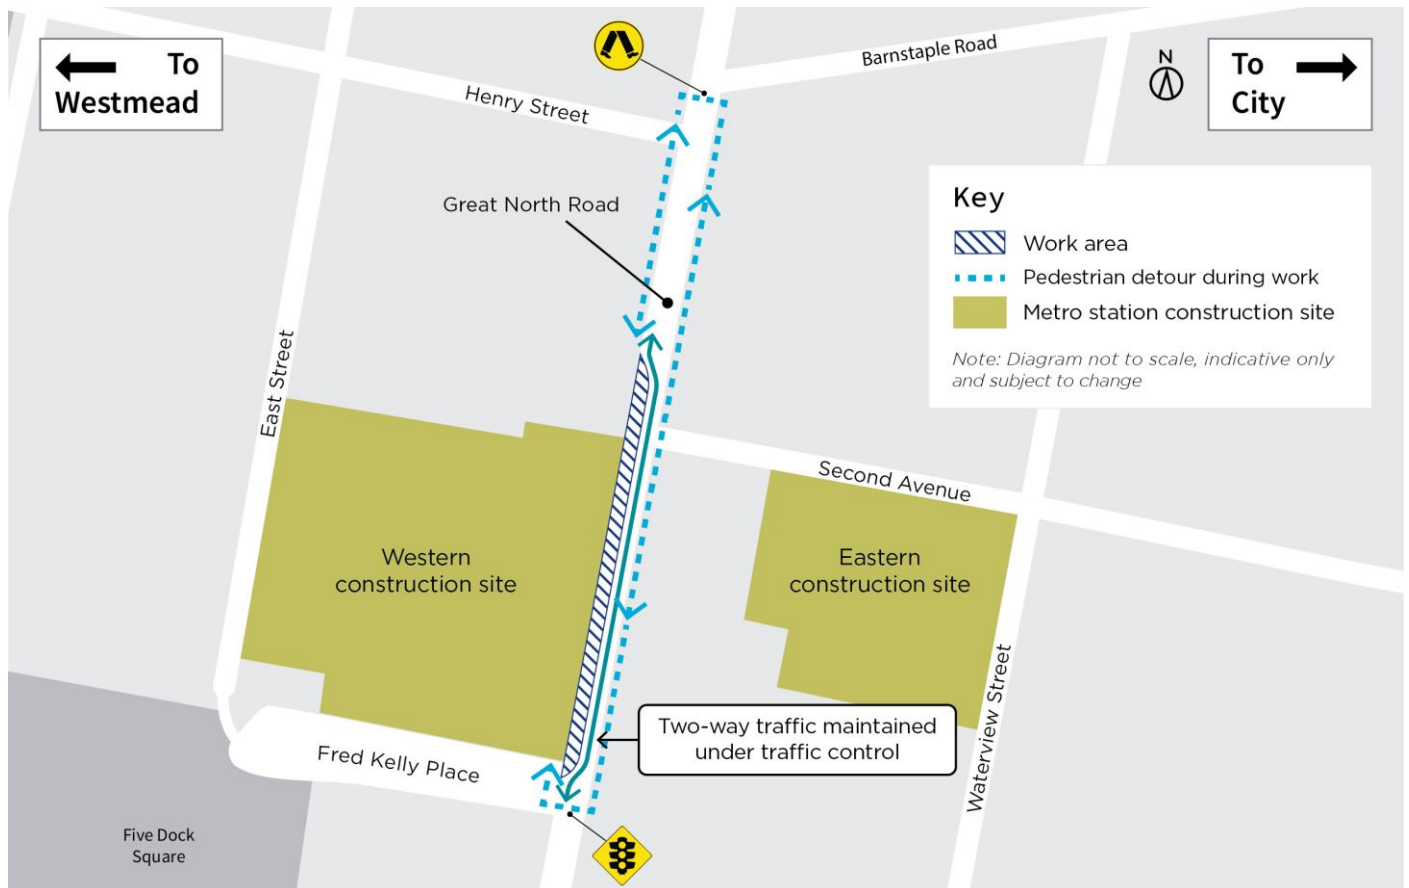 To
Westmead
Barnstaple Road
N
To
City
Henry Street
Great North Road
Key
Work area
Pedestrian detour during work
Metro station construction site
Note: Diagram not to scale, indicative only
and subject to change
East Street
Second Avenue
Western
construction site
Eastern
construction site
Waterview Street
Two-way traffic maintained
under traffic control
Fred Kelly Place
Five Dock
Square